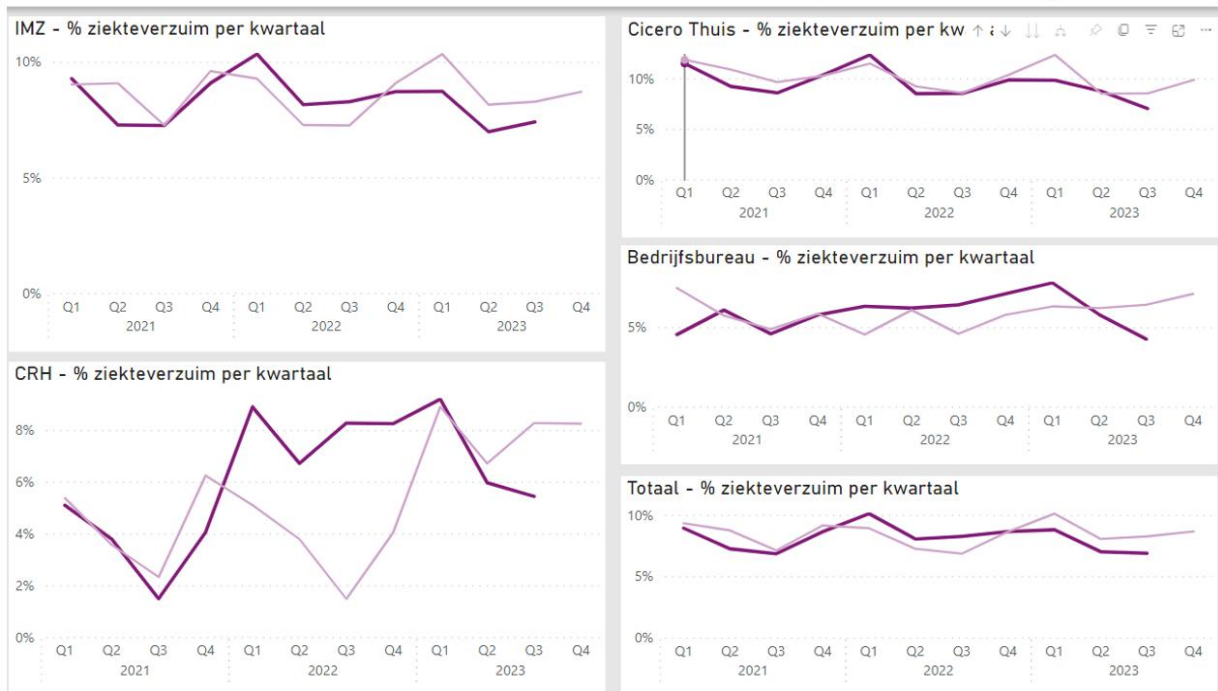 IMZ - % ziekteverzuim per kwartaal
10%
5%
0%
Q1 Q2 Q3 Q4 Q1 Q2 Q3 Q4 Q1 Q2 Q3 Q4
2021 2022 2023
CRH - % ziekteverzuim per kwartaal
8%
6%
4%
2%
0%
Q1 Q2 Q3 Q4 Q1 Q2 Q3 Q4 Q1 Q2 Q3 Q4
2021 2022 2023
Cicero Thuis - % ziekteverzuim per kw
10%
5%
0%
Q1 Q2 Q3 Q4 Q1 Q2 Q3 Q4 Q1 Q2 Q3 Q4
2021 2022 2023
Bedrijfsbureau - % ziekteverzuim per kwartaal
5%
0%
Q1 Q2 Q3 Q4 Q1 Q2 Q3 Q4 Q1 Q2 Q3 Q4
2021 2022 2023
Totaal - % ziekteverzuim per kwartaal
10%
5%
0%
Q1 Q2 Q3 Q4 Q1 Q2 Q3 Q4 Q1 Q2 Q3 Q4
2021 2022 2023